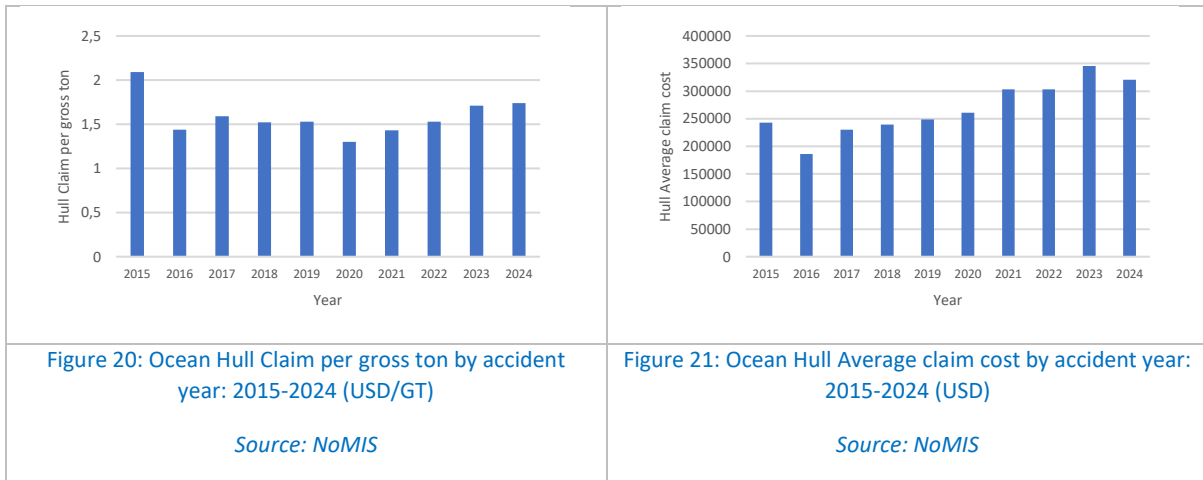 2,5
2
1,5
1
0,5
0
Hull Claim per gross ton
2015 2016 2017 2018 2019 2020 2021 2022 2023 2024
Year
400000
350000
300000
250000
200000
150000
100000
50000
0
Hull Average claim cost
2015 2016 2017 2018 2019 2020 2021 2022 2023 2024
Year
Figure 20: Ocean Hull Claim per gross ton by accident
year: 2015-2024 (USD/GT)
Source: NoMIS
Figure 21: Ocean Hull Average claim cost by accident year:
2015-2024 (USD)
Source: NoMIS